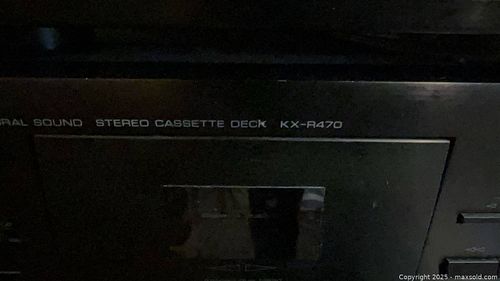 RAL SOUND STEREO CASSETTE DECK KX-R470
Copyright 2025 - maxsold.com